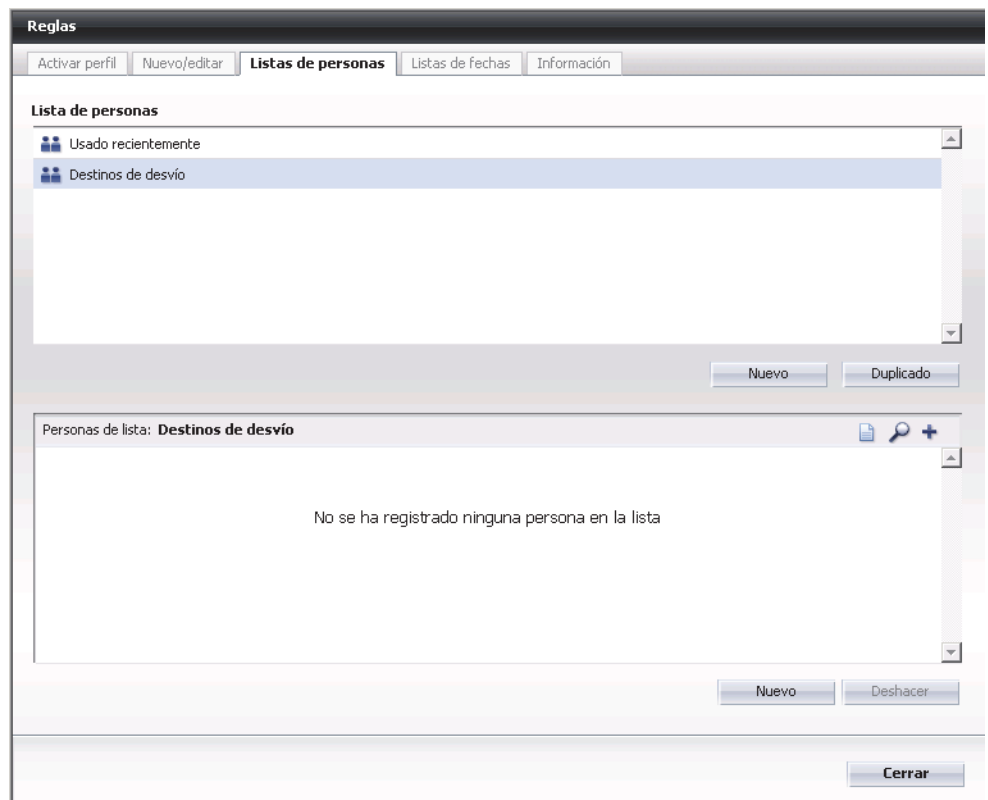 Reglas
Activar perfil Nuevo/editar Listas de personas Listas de fechas Información
Lista de personas
Usado recientemente
Destinos de desvío
Nuevo Duplicado
Personas de lista: Destinos de desvío
No se ha registrado ninguna persona en la lista
Nuevo Deshacer
Cerrar